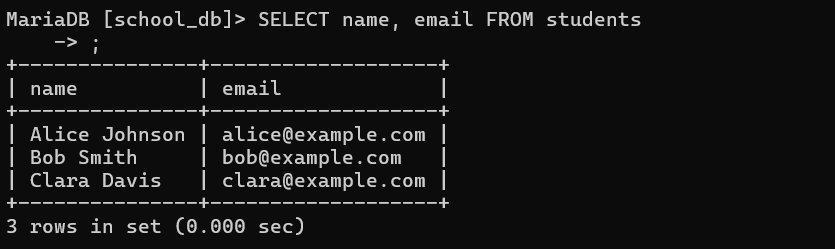 MariaDB [school_db]> SELECT name, email FROM students
    -> ;
+---------------+-------------------+
| name          | email             |
+---------------+-------------------+
| Alice Johnson | alice@example.com |
| Bob Smith     | bob@example.com   |
| Clara Davis   | clara@example.com |
+---------------+-------------------+
3 rows in set (0.000 sec)